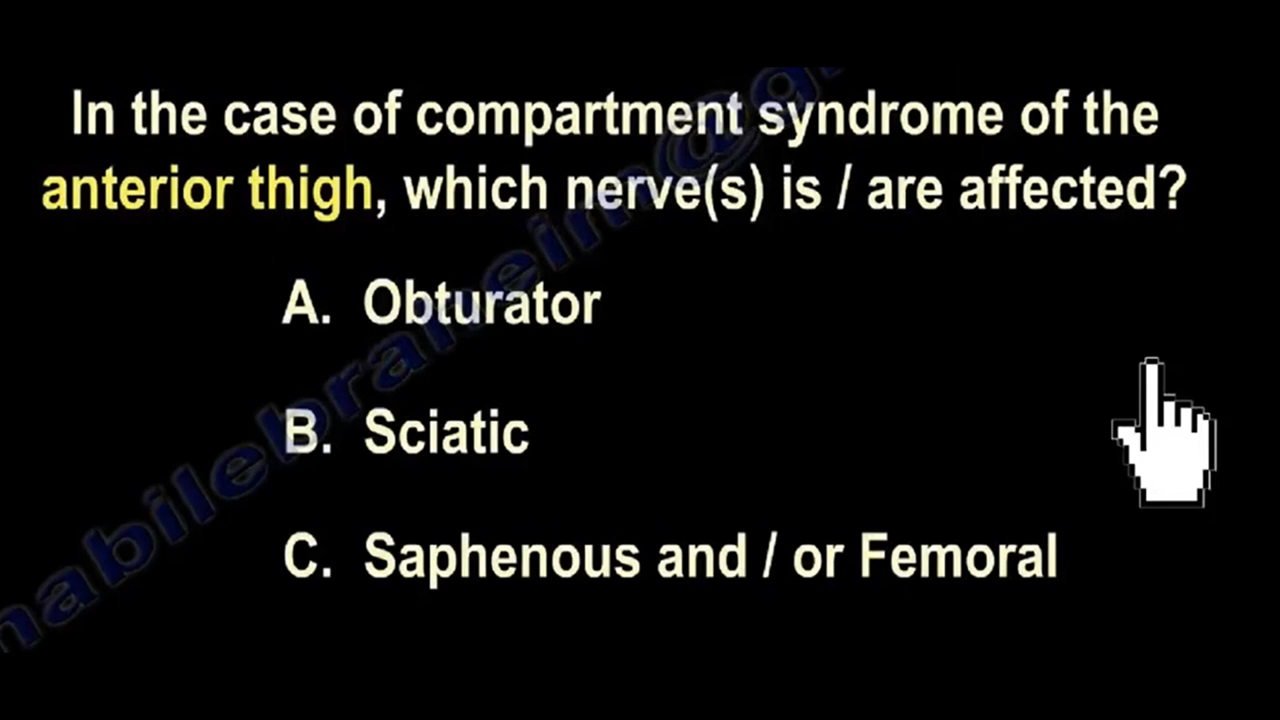 In the case of compartment syndrome of the
anterior thigh, which nerve(s) is / are affected?
A. Obturator
B. Sciatic
C. Saphenous and / or Femoral